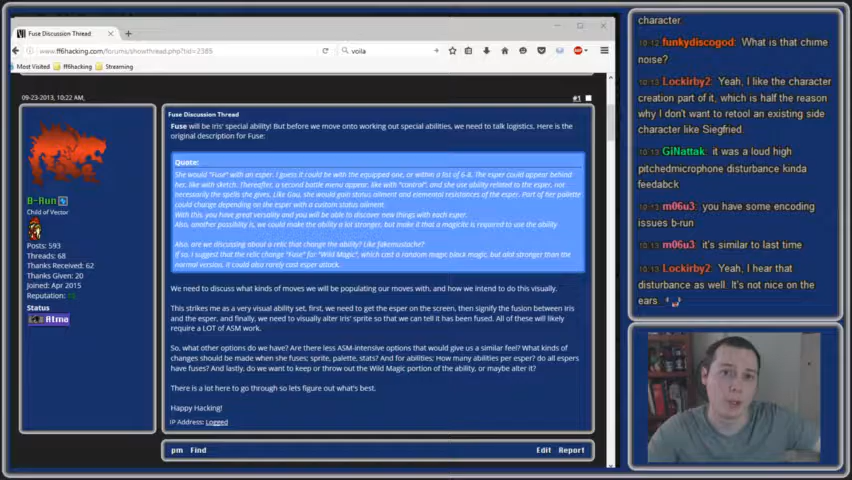 Fuse Discussion Thread
www.ff6hacking.com/forums/showthread.php?tid=2385
voila
Most Visited
ff6hacking
Streaming
09-23-2013, 10:22 AM,
#1
B-Run
Child of Vector
Posts: 593
Threads: 68
Thanks Received: 62
Thanks Given: 20
Joined: Apr 2015
Reputation:
Status
Atma
Fuse Discussion Thread
Fuse will be Iris' special ability! But before we move onto working out special abilities, we need to talk logistics. Here is the
original description for Fuse:
Quote:
She would "Fuse" with an esper. I guess it could be with the equipped one, or within a list of 6-8. The esper could appear behind
her, like with sketch. Thereafter, a second battle menu appear, like with "Control", and she use ability related to the esper, not
necessarily the spells she gives. Like Gau, she would gain status ailment and elemental resistances of the esper. Part of her palette
could change depending on the esper with a custom status ailment.
With this, you have great versality and you will be able to discover new things with each esper.
Also, another possiblity is, we could make the ability a lot stronger, but make it that a magicite is required to use the ability
Also, are we discussing about a relic that change the ability? Like fakemustache?
If so, I suggest that the relic change "Fuse" for "Wild Magic", which cast a random magic black magic, but alot stronger than the
normal version. It could also rarely cast esper attack.
We need to discuss what kinds of moves we will be populating our moves with, and how we intend to do this visually.
This strikes me as a very visual ability set, first, we need to get the esper on the screen, then signify the fusion between Iris
and the esper, and finally, we need to visually alter Iris' sprite so that we can tell it has been fused. All of these will likely
require a LOT of ASM work.
So, what other options do we have? Are there less ASM-intensive options that would give us a similar feel? What kinds of
changes should be made when she fuses; sprite, palette, stats? And for abilities: How many abilities per esper? do all espers
have fuses? And lastly, do we want to keep or throw out the Wild Magic portion of the ability, or maybe alter it?
There is a lot here to go through so lets figure out what's best.
Happy Hacking!
IP Address: Logged
pm Find
Edit Report
character.
10:12 funkydiscogod: What is that chime
noise?
10:13 Lockirby2: Yeah, I like the character
creation part of it, which is half the reason
why I don't want to retool an existing side
character like Siegfried.
10:13 GiNattak: it was a loud high
pitchedmicrophone disturbance kinda
feedabck
10:13 m06u3: you have some encoding
issues b-run
10:13 m06u3: it's similar to last time
10:13 Lockirby2: Yeah, I hear that
disturbance as well. It's not nice on the
ears.